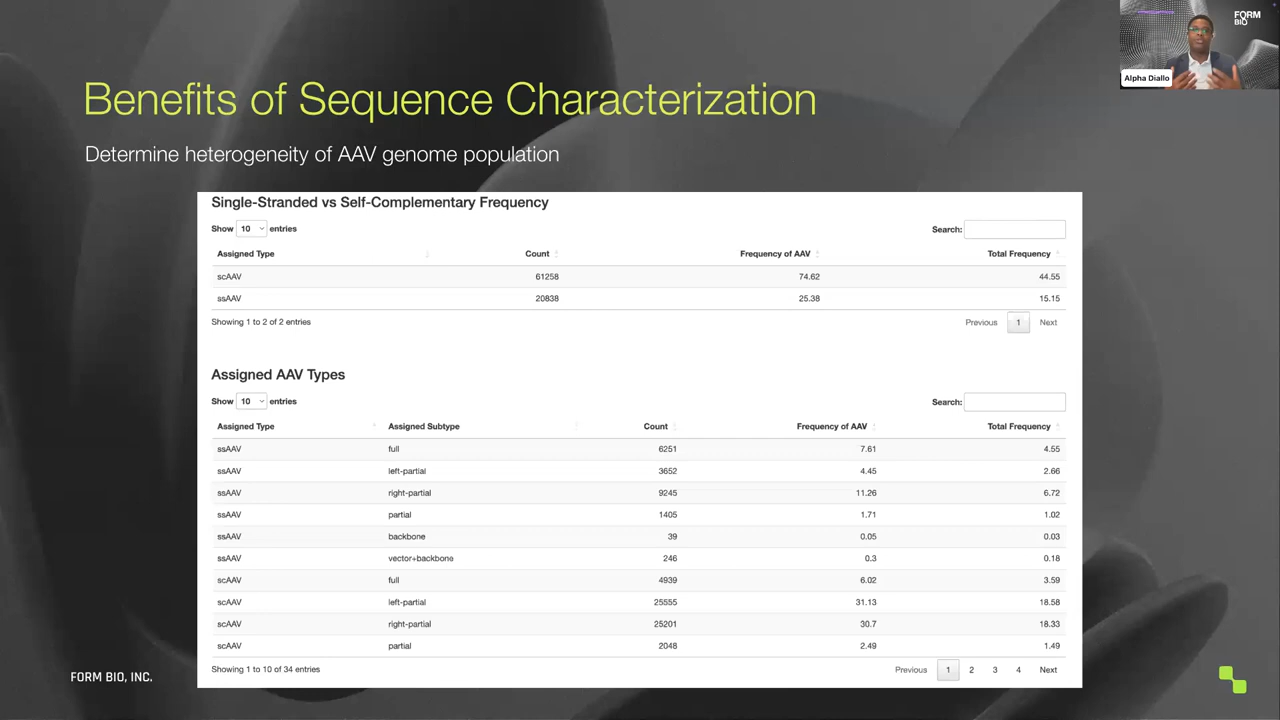 FORM
BIO
Alpha Diallo
Benefits of Sequence Characterization
Determine heterogeneity of AAV genome population
Single-Stranded vs Self-Complementary Frequency
Show 10 entries Search:
Assigned Type Count Frequency of AAV Total Frequency
scAAV 61258 74.62 44.55
ssAAV 20838 25.38 15.15
Showing 1 to 2 of 2 entries Previous 1 Next
Assigned AAV Types
Show 10 entries Search:
Assigned Type Assigned Subtype Count Frequency of AAV Total Frequency
ssAAV full 6251 7.61 4.55
ssAAV left-partial 3652 4.45 2.66
ssAAV right-partial 9245 11.26 6.72
ssAAV partial 1405 1.71 1.02
ssAAV backbone 39 0.05 0.03
ssAAV vector+backbone 246 0.3 0.18
scAAV full 4939 6.02 3.59
scAAV left-partial 25555 31.13 18.58
scAAV right-partial 25201 30.7 18.33
scAAV partial 2048 2.49 1.49
Showing 1 to 10 of 34 entries Previous 1 2 3 4 Next
FORM BIO, INC.